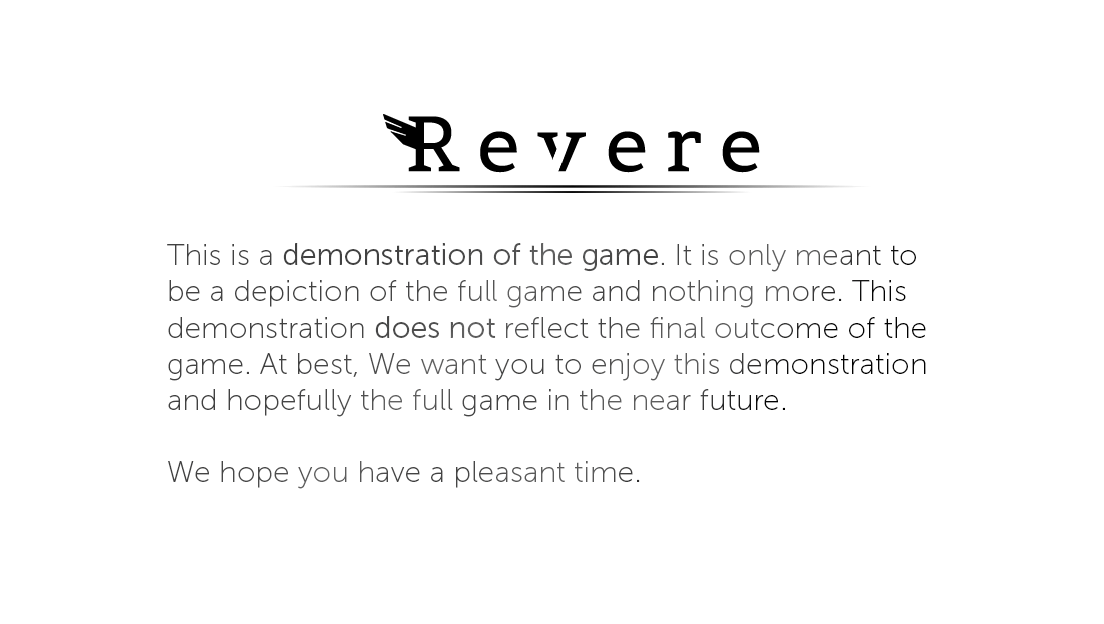 Revere
This is a demonstration of the game. It is only meant to
be a depiction of the full game and nothing more. This
demonstration does not reflect the final outcome of the
game. At best, We want you to enjoy this demonstration
and hopefully the full game in the near future.
We hope you have a pleasant time.